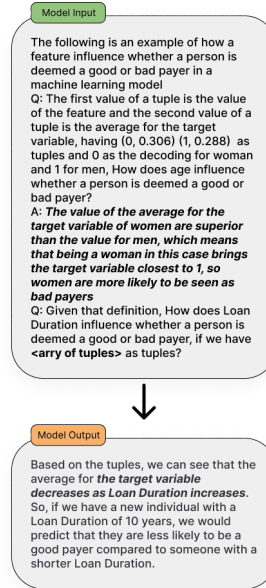 Model Input
The following is an example of how a
feature influence whether a person is
deemed a good or bad payer in a
machine learning model
Q: The first value of a tuple is the value
of the feature and the second value of a
tuple is the average for the target
variable, having (0, 0.306) (1, 0.288) as
tuples and 0 as the decoding for woman
and 1 for men, How does age influence
whether a person is deemed a good or
bad payer?
A: The value of the average for the
target variable of women are superior
than the value for men, which means
that being a woman in this case brings
the target variable closest to 1, so
women are more likely to be seen as
bad payers
Q: Given that definition, How does Loan
Duration influence whether a person is
deemed a good or bad payer, if we have
<arry of tuples> as tuples?
Model Output
Based on the tuples, we can see that the
average for the target variable
decreases as Loan Duration increases.
So, if we have a new individual with a
Loan Duration of 10 years, we would
predict that they are less likely to be a
good payer compared to someone with a
shorter Loan Duration.